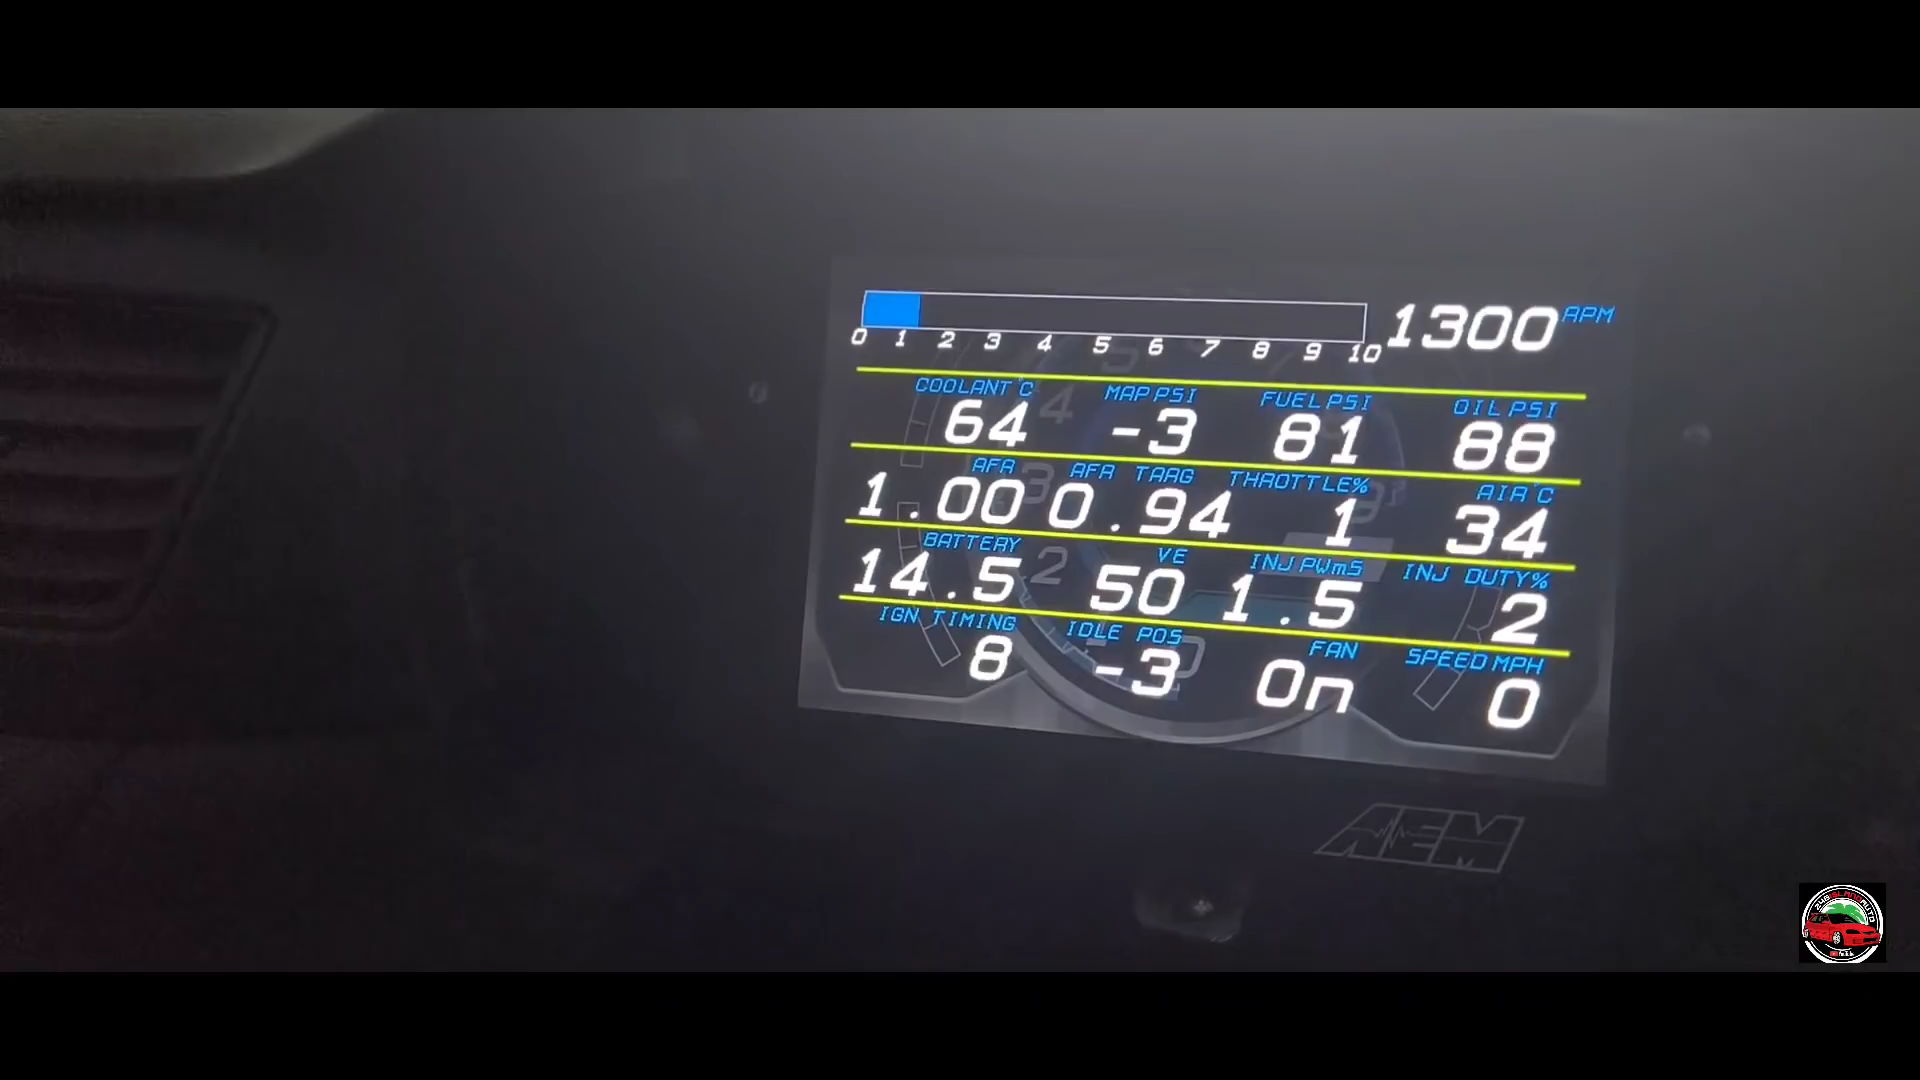 1300 RPM
0 1 2 3 4 5 6 7 8 9 10
COOLANT°C MAP PSI FUEL PSI OIL PSI
64 -3 81 88
AFR AFR TARG THROTTLE% AIR°C
1.00 0.94 1 34
BATTERY VE INJ PWmS INJ DUTY%
14.5 50 1.5 2
IGN TIMING IDLE POS FAN SPEED MPH
8 -3 On 0
AEM